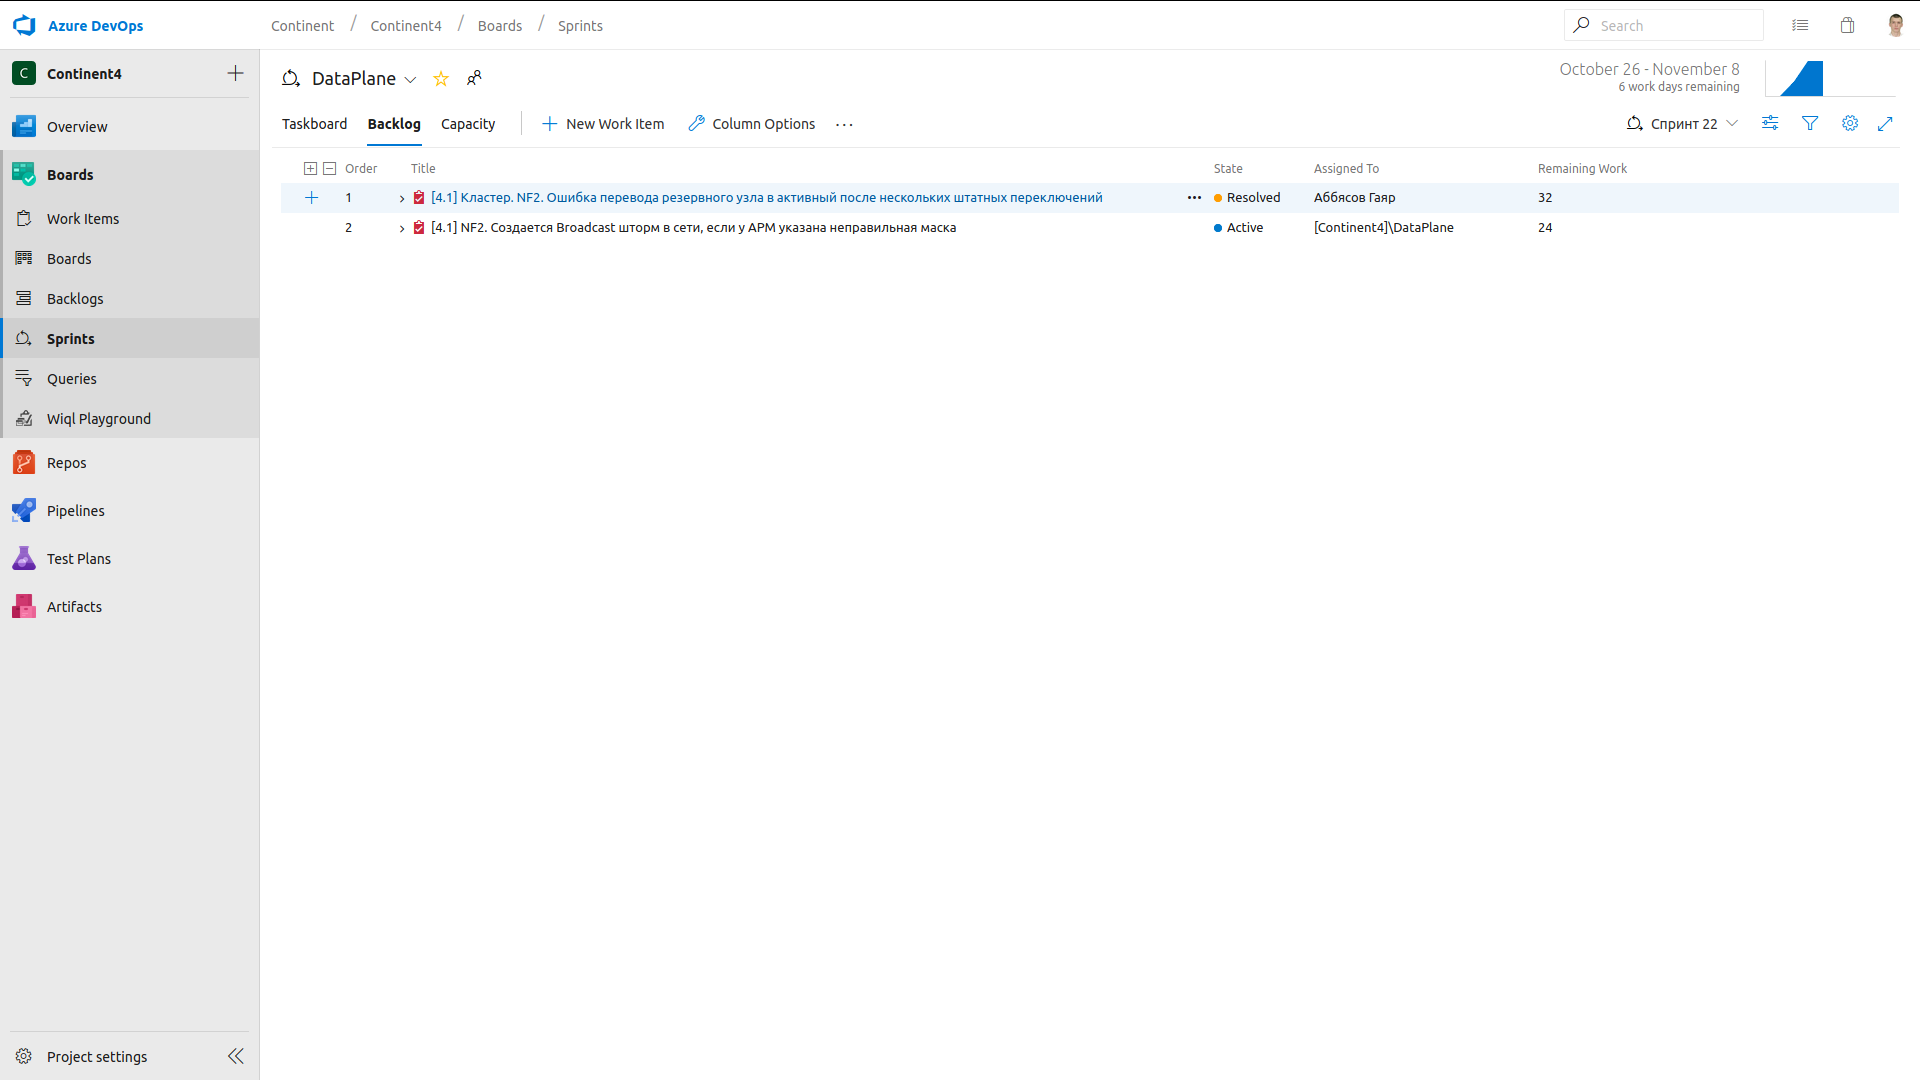 Azure DevOps
Continent / Continent4 / Boards / Sprints
Search
C Continent4
Overview
Boards
Work Items
Boards
Backlogs
Sprints
Queries
Wiql Playground
Repos
Pipelines
Test Plans
Artifacts
Project settings
DataPlane
October 26 - November 8
6 work days remaining
Taskboard Backlog Capacity New Work Item Column Options
Спринт 22
Order Title State Assigned To Remaining Work
1 [4.1] Кластер. NF2. Ошибка перевода резервного узла в активный после нескольких штатных переключений Resolved Аббясов Гаяр 32
2 [4.1] NF2. Создается Broadcast шторм в сети, если у АРМ указана неправильная маска Active [Continent4]\DataPlane 24